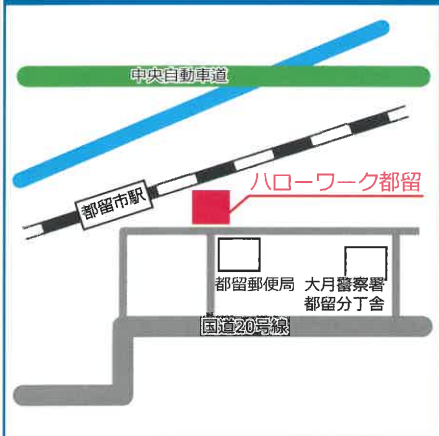 中央自動車道
都留市駅
ハローワーク都留
都留郵便局
大月警察署
都留分丁舎
国道20号線